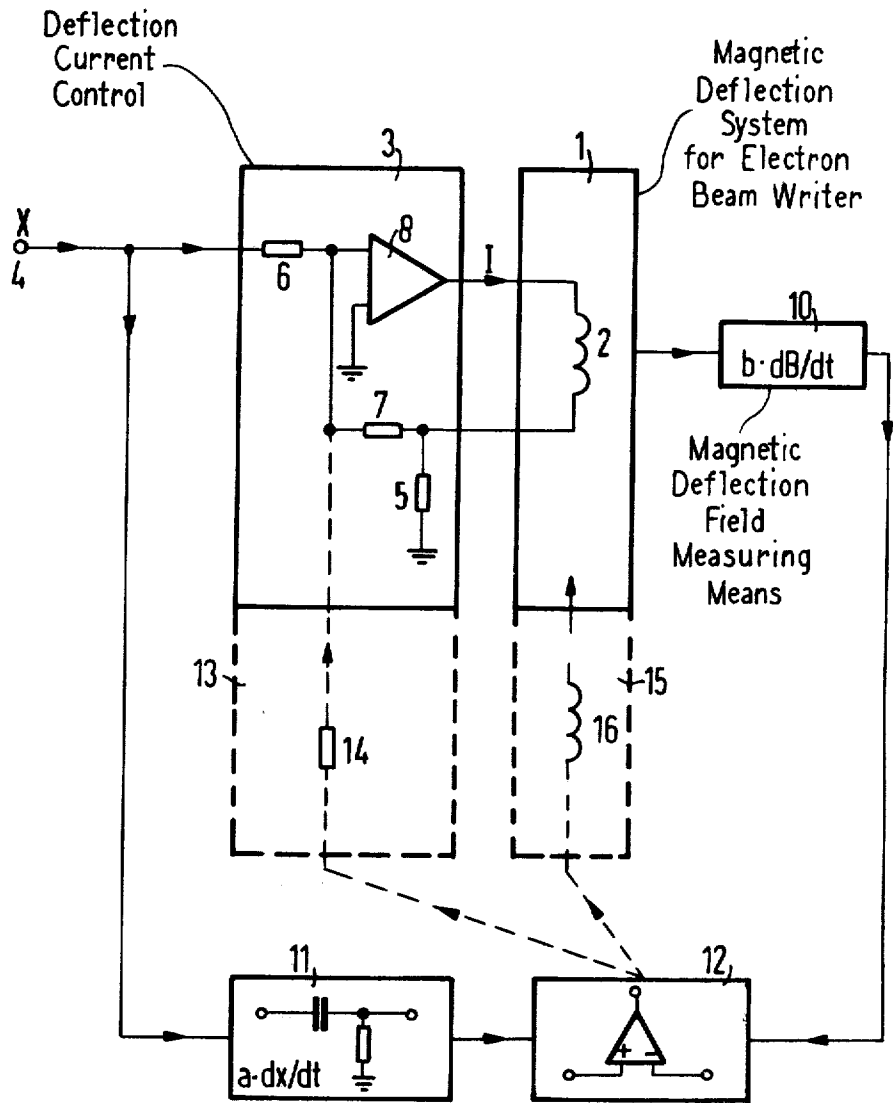 Deflection
Current
Control
Magnetic
Deflection
System
for Electron
Beam Writer
3
1
X
4
6
8
I
2
10
b·dB/dt
7
5
Magnetic
Deflection
Field
Measuring
Means
13
14
15
16
11
a·dx/dt
12
+ -